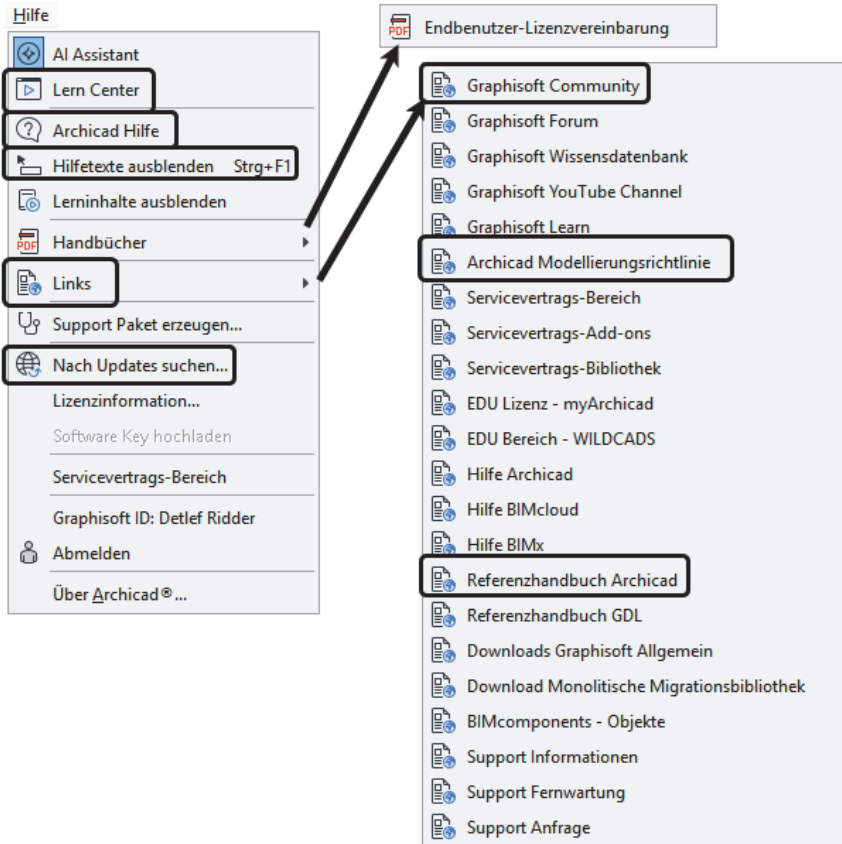 Hilfe
AI Assistant
Lern Center
Archicad Hilfe
Hilfetexte ausblenden Strg+F1
Lerninhalte ausblenden
PDF Handbücher
Links
Support Paket erzeugen...
Nach Updates suchen...
Lizenzinformation...
Software Key hochladen
Servicevertrags-Bereich
Graphisoft ID: Detlef Ridder
Abmelden
Über Archicad®...
PDF Endbenutzer-Lizenzvereinbarung
Graphisoft Community
Graphisoft Forum
Graphisoft Wissensdatenbank
Graphisoft YouTube Channel
Graphisoft Learn
Archicad Modellierungsrichtlinie
Servicevertrags-Bereich
Servicevertrags-Add-ons
Servicevertrags-Bibliothek
EDU Lizenz - myArchicad
EDU Bereich - WILDCADS
Hilfe Archicad
Hilfe BIMcloud
Hilfe BIMx
Referenzhandbuch Archicad
Referenzhandbuch GDL
Downloads Graphisoft Allgemein
Download Monolitische Migrationsbibliothek
BIMcomponents - Objekte
Support Informationen
Support Fernwartung
Support Anfrage